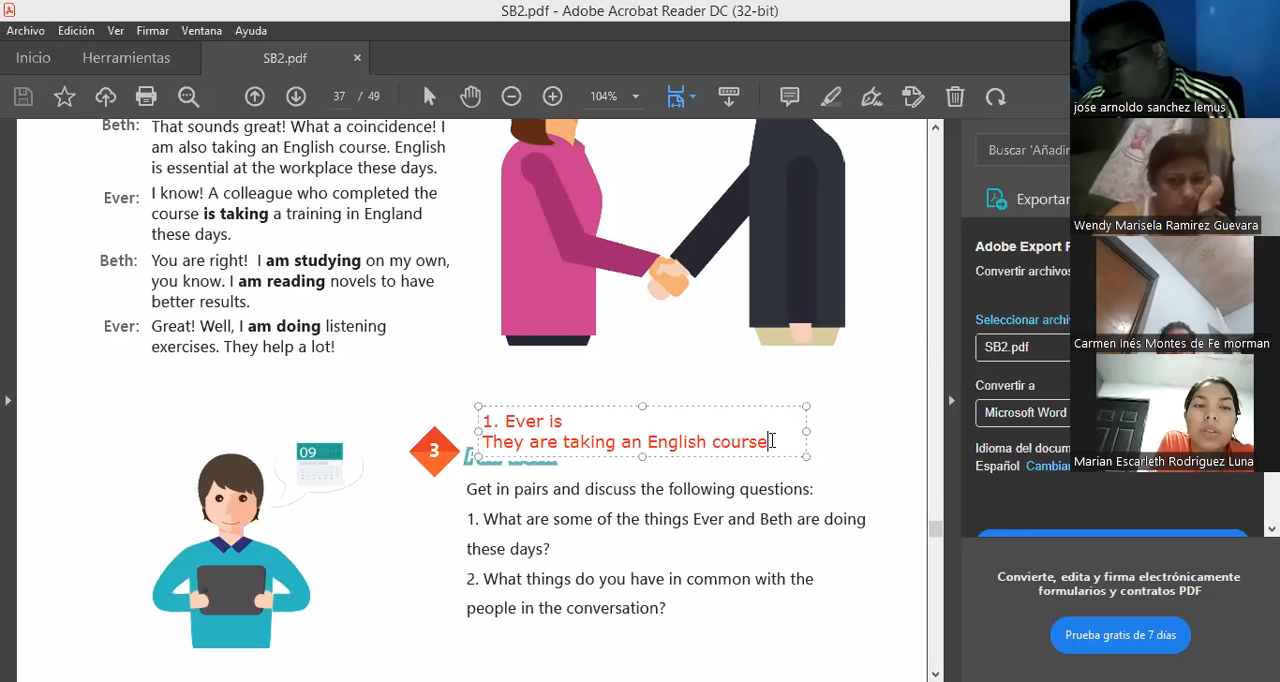 SB2.pdf - Adobe Acrobat Reader DC (32-bit)
Archivo Edición Ver Firmar Ventana Ayuda
Inicio Herramientas SB2.pdf ×
37 / 49 104%
Beth: That sounds great! What a coincidence! I
am also taking an English course. English
is essential at the workplace these days.
Ever: I know! A colleague who completed the
course is taking a training in England
these days.
Beth: You are right! I am studying on my own,
you know. I am reading novels to have
better results.
Ever: Great! Well, I am doing listening
exercises. They help a lot!
09
1. Ever is
They are taking an English course
3
Get in pairs and discuss the following questions:
1. What are some of the things Ever and Beth are doing
these days?
2. What things do you have in common with the
people in the conversation?
Buscar 'Añadir
Exportar
Adobe Export P
Convertir archivos
Seleccionar archi
SB2.pdf
Convertir a
Microsoft Word
Idioma del docum
Español Cambiar
Convierte, edita y firma electrónicamente
formularios y contratos PDF
Prueba gratis de 7 días
jose arnoldo sanchez lemus
Wendy Marisela Ramirez Guevara
Carmen Inés Montes de Fe morman
Marian Escarleth Rodriguez Luna